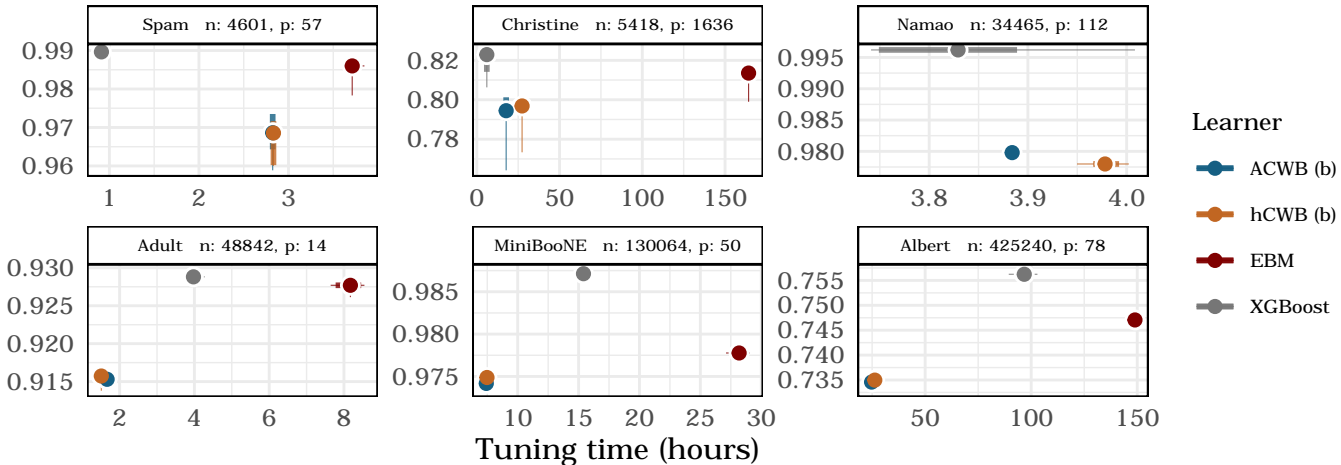 Spam n: 4601, p: 57
0.99
0.98
0.97
0.96
1 2 3
Christine n: 5418, p: 1636
0.82
0.80
0.78
0 50 100 150
Namao n: 34465, p: 112
0.995
0.990
0.985
0.980
3.8 3.9 4.0
Adult n: 48842, p: 14
0.930
0.925
0.920
0.915
2 4 6 8
MiniBooNE n: 130064, p: 50
0.985
0.980
0.975
10 15 20 25 30
Albert n: 425240, p: 78
0.755
0.750
0.745
0.740
0.735
50 100 150
Tuning time (hours)
Learner
ACWB (b)
hCWB (b)
EBM
XGBoost